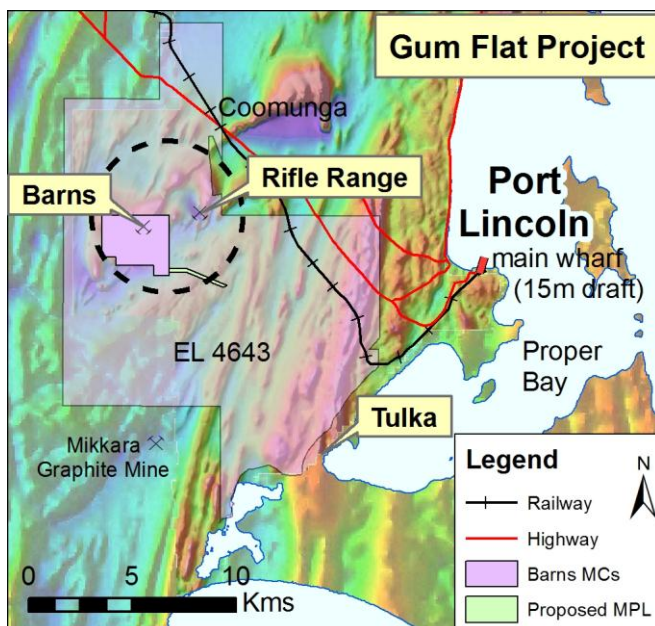 Gum Flat Project
Coomunga
Barns
Rifle Range
Port
Lincoln
main wharf
(15m draft)
EL 4643
Proper
Bay
Tulka
Mikkara
Graphite Mine
Legend
N
Railway
Highway
Barns MCs
Proposed MPL
0 5 10
Kms